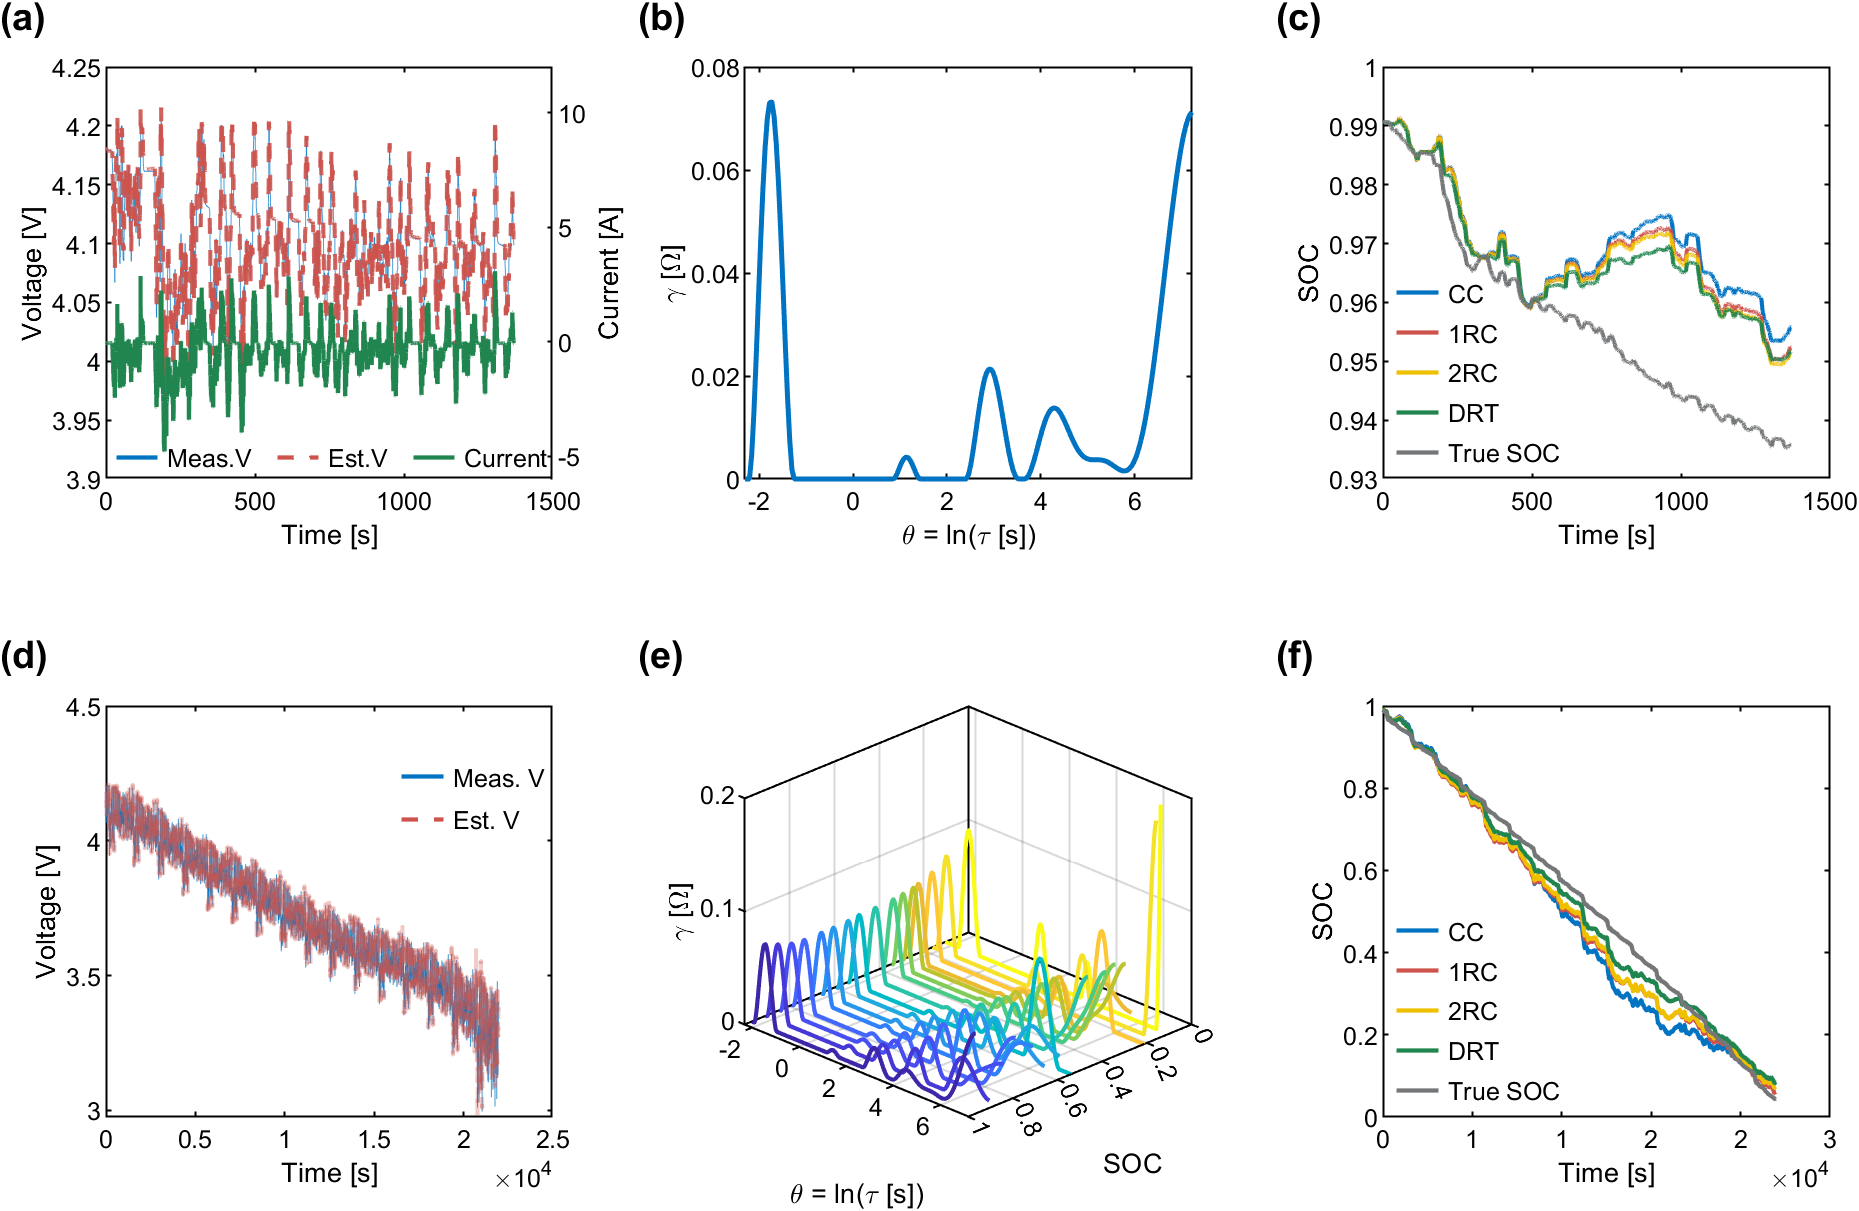 (a)
4.25
4.2
4.15
4.1
4.05
4
3.95
3.9
Voltage [V]
10
5
0
-5
Current [A]
Meas.V
Est.V
Current
0
500
1000
1500
Time [s]
(b)
0.08
0.06
0.04
0.02
0
γ [Ω]
-2
0
2
4
6
θ = ln(τ [s])
(c)
1
0.99
0.98
0.97
0.96
0.95
0.94
0.93
SOC
CC
1RC
2RC
DRT
True SOC
0
500
1000
1500
Time [s]
(d)
4.5
4
3.5
3
Voltage [V]
Meas. V
Est. V
0
0.5
1
1.5
2
2.5
Time [s]
×10⁴
(e)
0.2
0.1
0
γ [Ω]
-2
0
2
4
6
θ = ln(τ [s])
1
0.8
0.6
0.4
0.2
0
SOC
(f)
1
0.8
0.6
0.4
0.2
0
SOC
CC
1RC
2RC
DRT
True SOC
0
1
1
2
2
3
Time [s]
×10⁴